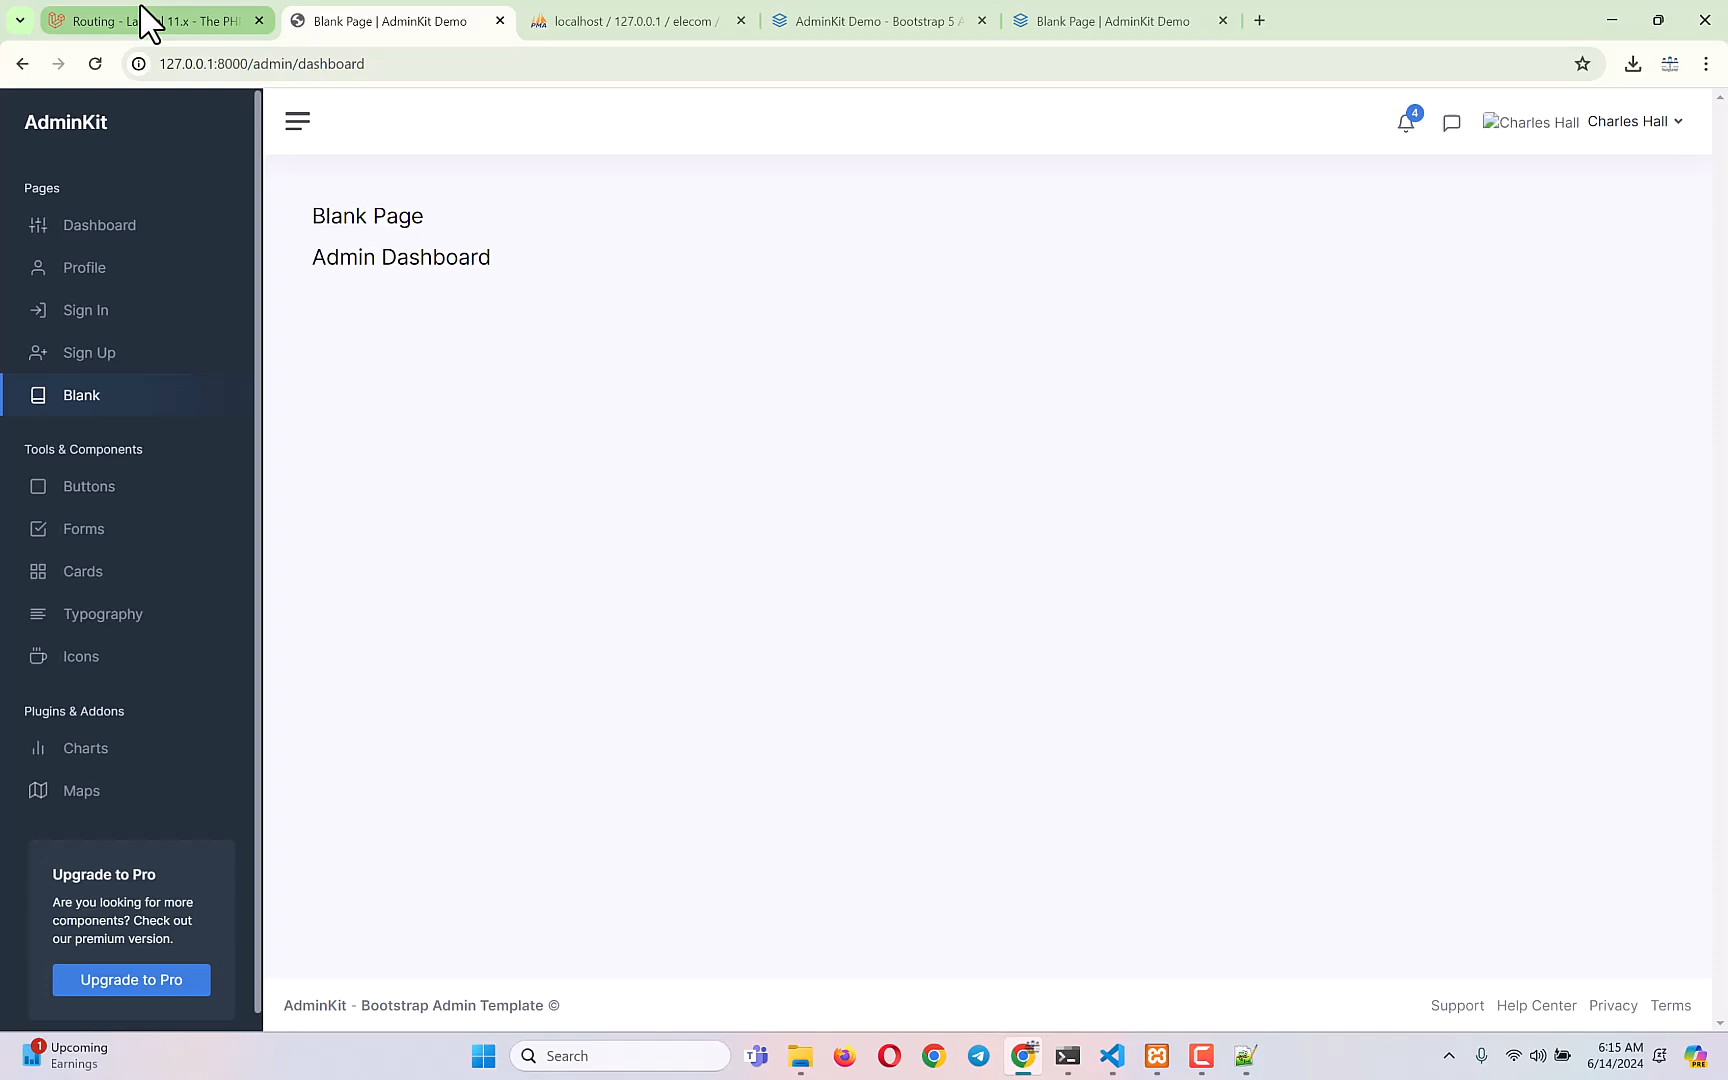 Routing - La l 11.x - The PH
Blank Page | AdminKit Demo
PMA localhost / 127.0.0.1 / elecom /
AdminKit Demo - Bootstrap 5 A
Blank Page | AdminKit Demo
127.0.0.1:8000/admin/dashboard
AdminKit
4
Charles Hall Charles Hall
Pages
Dashboard
Profile
Sign In
Sign Up
Blank
Tools & Components
Buttons
Forms
Cards
Typography
Icons
Plugins & Addons
Charts
Maps
Upgrade to Pro
Are you looking for more
components? Check out
our premium version.
Upgrade to Pro
Blank Page
Admin Dashboard
AdminKit - Bootstrap Admin Template ©
Support Help Center Privacy Terms
1
Upcoming
Earnings
Search
6:15 AM
6/14/2024
PRE